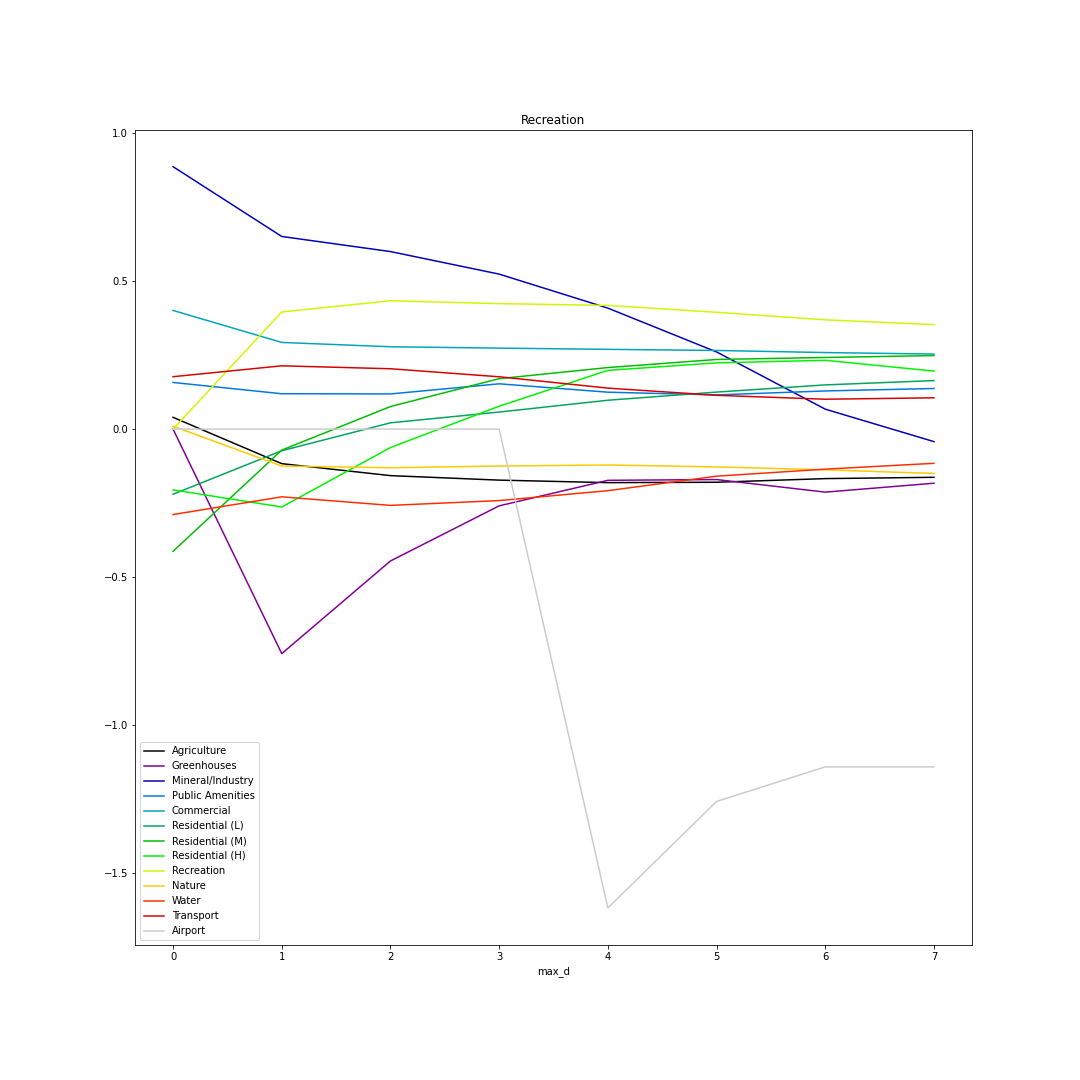 Recreation
1.0
0.5
0.0
−0.5
−1.0
−1.5
Agriculture
Greenhouses
Mineral/Industry
Public Amenities
Commercial
Residential (L)
Residential (M)
Residential (H)
Recreation
Nature
Water
Transport
Airport
0 1 2 3 4 5 6 7
max_d